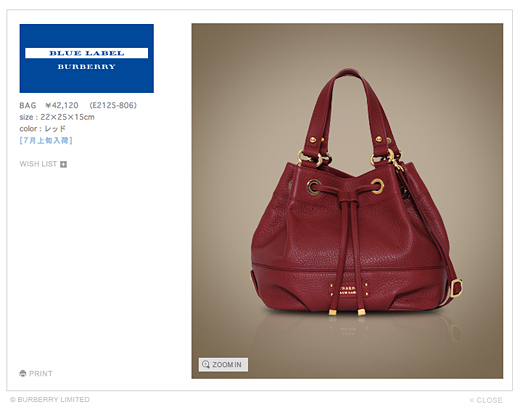 BLUE LABEL
BURBERRY
BAG ¥42,120 (E2125-806)
size : 22×25×15cm
color : レッド
[7月上旬入荷]
WISH LIST
PRINT
ZOOM IN
© BURBERRY LIMITED
× CLOSE